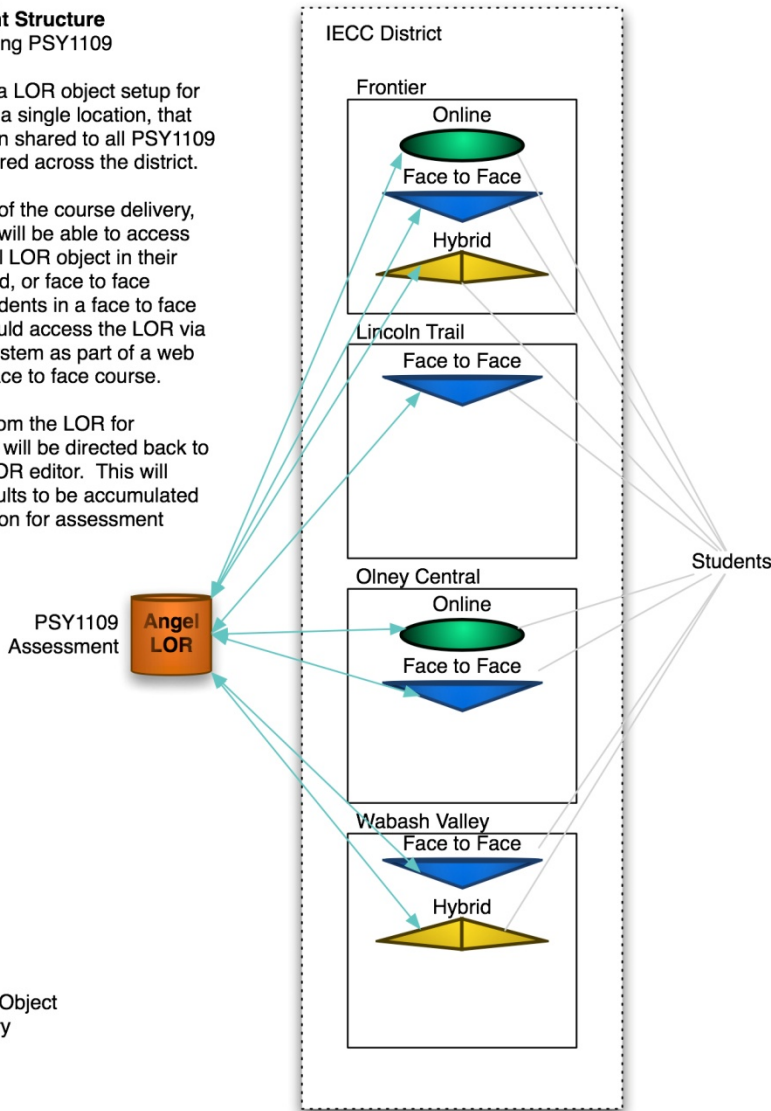 nt Structure
ng PSY1109
a LOR object setup for
a single location, that
n shared to all PSY1109
red across the district.
of the course delivery,
will be able to access
l LOR object in their
d, or face to face
dents in a face to face
uld access the LOR via
stem as part of a web
ace to face course.
om the LOR for
will be directed back to
OR editor. This will
ults to be accumulated
on for assessment
PSY1109
Assessment
Angel
LOR
Object
y
IECC District
Frontier
Online
Face to Face
Hybrid
Lincoln Trail
Face to Face
Olney Central
Online
Face to Face
Wabash Valley
Face to Face
Hybrid
Students